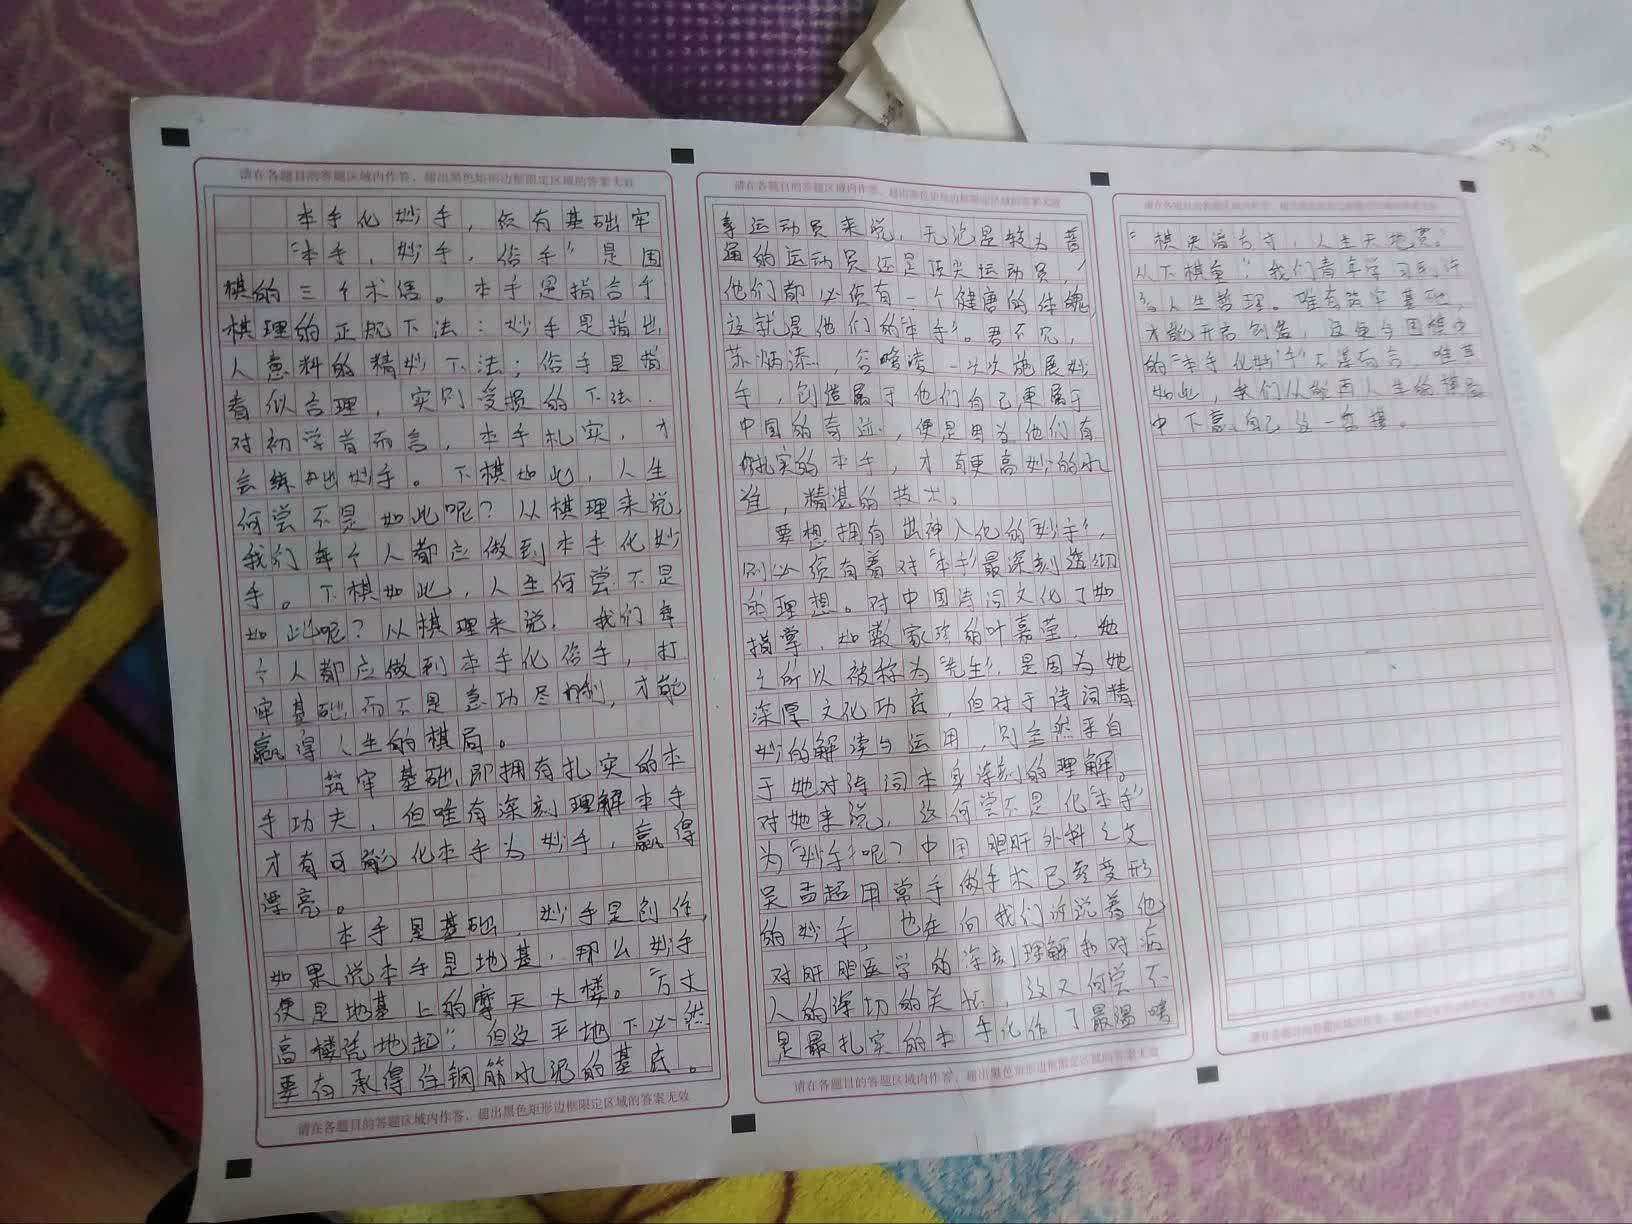 请在各题目的答题区域内作答，超出黑色矩形边框限定区域的答案无效
本手化妙手，仅有基础牢
“本手，妙手，俗手”是围
棋的三个术语。本手是指合乎
棋理的正规下法；妙手是指出
人意料的精妙下法；俗手是指
看似合理，实则受损的下法.
对初学者而言，本手扎实，才
会练出妙手。下棋如此，人生
何尝不是如此呢？从棋理来说，
我们每个人都应做到本手化妙
手。下棋如此，人生何尝不是
如此呢？从棋理来说，我们每
个人都应做到本手化俗手，打
牢基础而不是急功尽利，才能
赢得人生的棋局。
筑牢基础，即拥有扎实的本
手功夫，但唯有深刻理解本手
才有可能化本手为妙手，赢得
漂亮。
本手是基础，妙手是创作，
如果说本手是地基，那么妙手
便是地基上的摩天大楼。“万丈
高楼凭地起”，但这平地下必然
要有承得住钢筋水泥的基底。
请在各题目的答题区域内作答，超出黑色矩形边框限定区域的答案无效
请在各题目的答题区域内作答，超出黑色矩形边框限定区域的答案无效
拿运动员来说，无论是较为普
通的运动员还是顶尖运动员，
他们都必须有一个健康的体魄，
这就是他们的“本手”。君不见，
苏炳添，谷爱凌一次次施展妙
手，创造属于他们自己，更属于
中国的奇迹，便是因为他们有
扎实的本手，才有更高妙的水
准，精湛的技术。
要想拥有出神入化的“妙手”，
则必须有着对“本手”最深刻透彻
的理想。对中国诗词文化了如
指掌，如数家珍的叶嘉莹，她
之所以被称为“先生”，是因为她
深厚文化功底，但对于诗词精
妙的解读与运用，则全然来自
于她对诗词本身深刻的理解。
对她来说，这何尝不是化“本手”
为“妙手”呢？中国肝胆外科之父
吴孟超用常手做手术已至变形
的妙手，也在向我们诉说着他
对肝胆医学的深刻理解和对病
人的深切的关怀，这又何尝不
是最扎实的本手化作了最温暖
请在各题目的答题区域内作答，超出黑色矩形边框限定区域的答案无效
请在各题目的答题区域内作答，超出黑色矩形边框限定区域的答案无效
“棋决方寸，人生天地宽。”
从下棋里，我们青年学习到许
多人生哲理。唯有筑牢基础，
才能开启创造，这便与围棋中
的“本手化妙手”不谋而言，唯其
如此，我们从能在人生的棋局
中下赢自己这一盘棋。
请在各题目的答题区域内作答，超出黑色矩形边框限定区域的答案无效